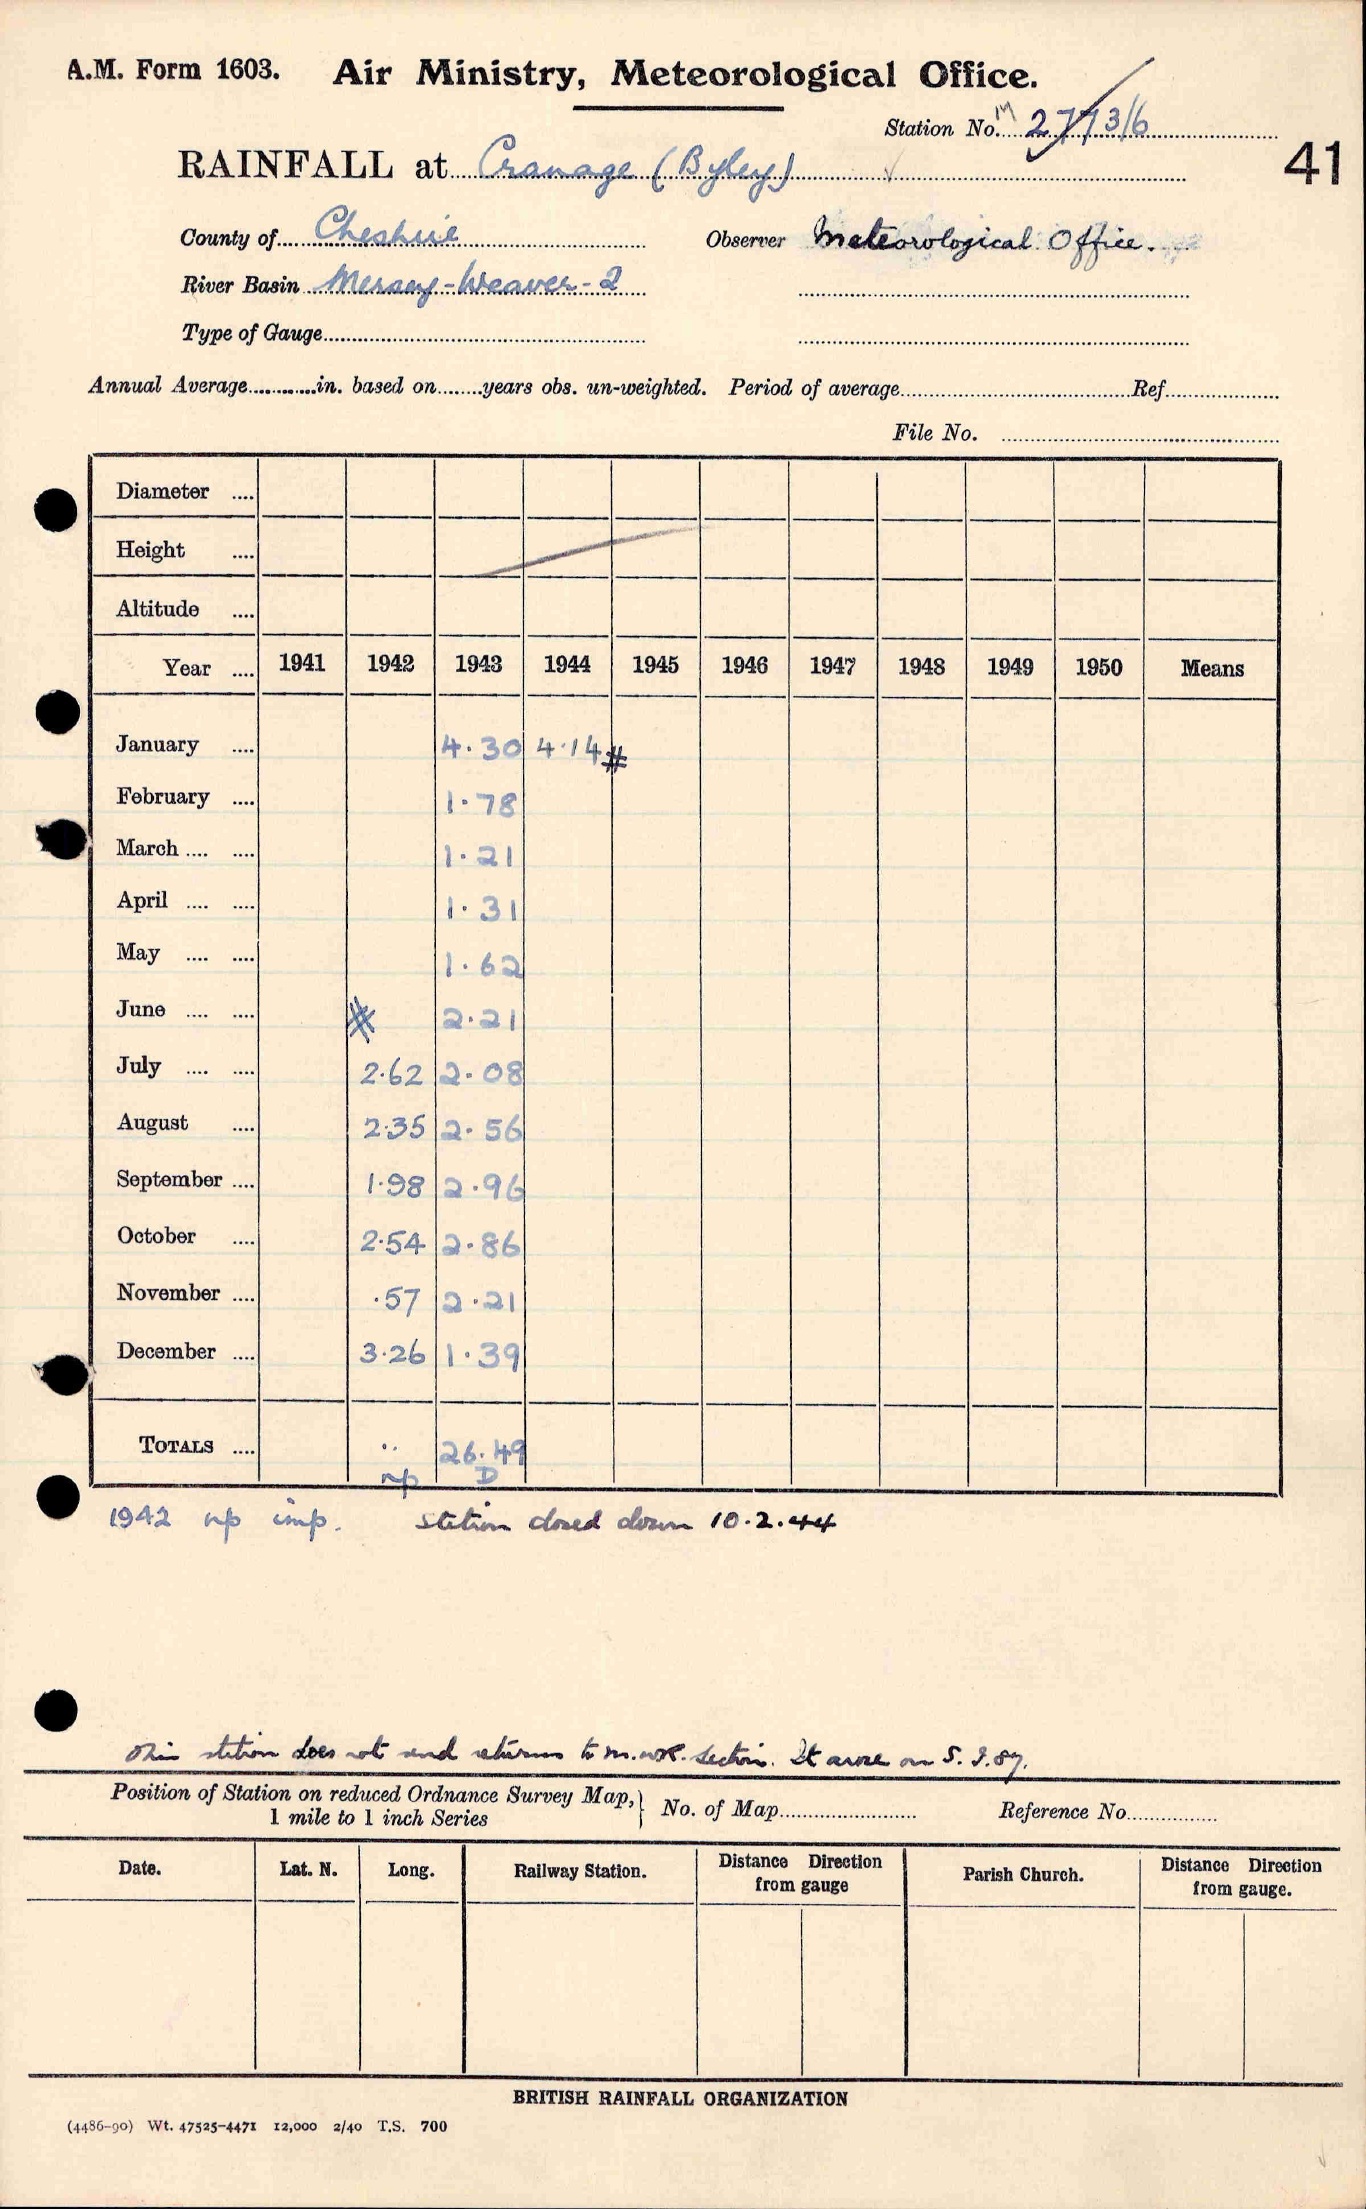 A.M. Form 1603. Air Ministry, Meteorological Office.
Station No. M 2773/6
41
RAINFALL at Cranage (Byley)
County of Cheshire Observer Meteorological Office.
River Basin Mersey-Weaver-2
Type of Gauge
Annual Average in. based on years obs. un-weighted. Period of average Ref
File No.
Diameter
Height
Altitude
Year 1941 1942 1943 1944 1945 1946 1947 1948 1949 1950 Means
January 4.30 4.14 #
February 1.78
March 1.21
April 1.31
May 1.62
June # 2.21
July 2.62 2.08
August 2.35 2.56
September 1.98 2.96
October 2.54 2.86
November .57 2.21
December 3.26 1.39
TOTALS .. 26.49
np D
1942 np imp. Station closed down 10.2.44
This station does not send returns to M.W.R. Section. It arose on
Position of Station on reduced Ordnance Survey Map, } No. of Map Reference No.
1 mile to 1 inch Series
Date. Lat. N. Long. Railway Station. Distance Direction from gauge Parish Church. Distance Direction from gauge.
BRITISH RAINFALL ORGANIZATION
(4486-90) Wt. 47525-4471 12,000 2/40 T.S. 700